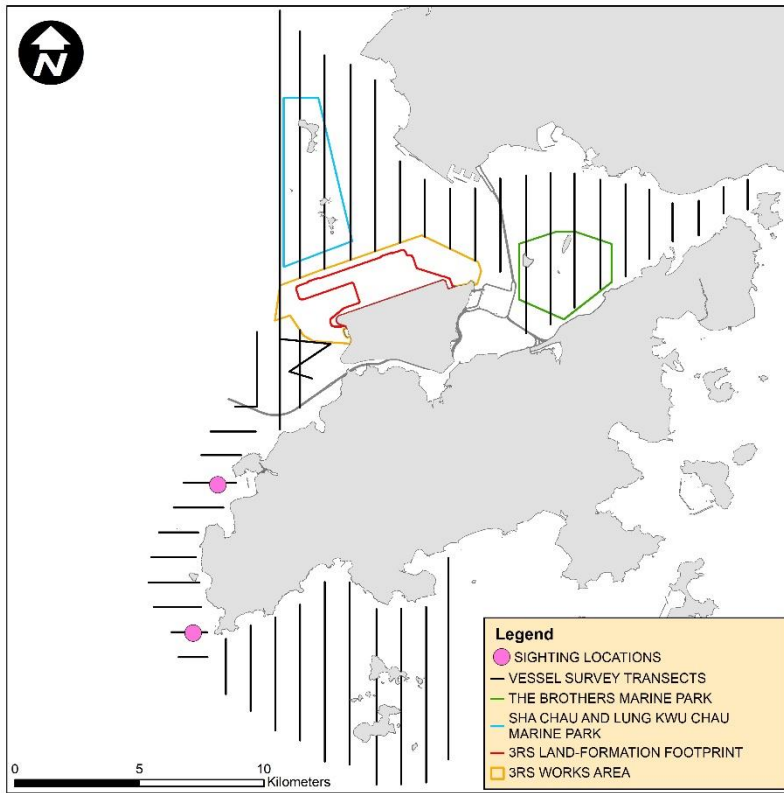 N
Legend
SIGHTING LOCATIONS
VESSEL SURVEY TRANSECTS
THE BROTHERS MARINE PARK
SHA CHAU AND LUNG KWU CHAU
MARINE PARK
3RS LAND-FORMATION FOOTPRINT
3RS WORKS AREA
0 5 10
Kilometers